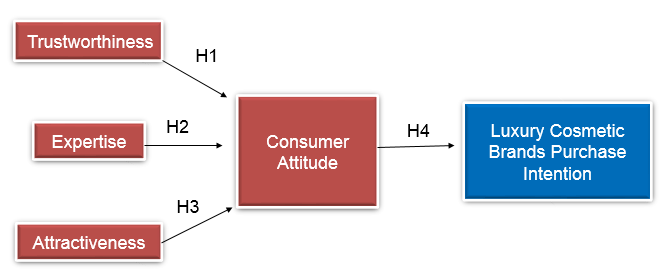 Trustworthiness
H1
Expertise
H2
Attractiveness
H3
Consumer
Attitude
H4
Luxury Cosmetic
Brands Purchase
Intention